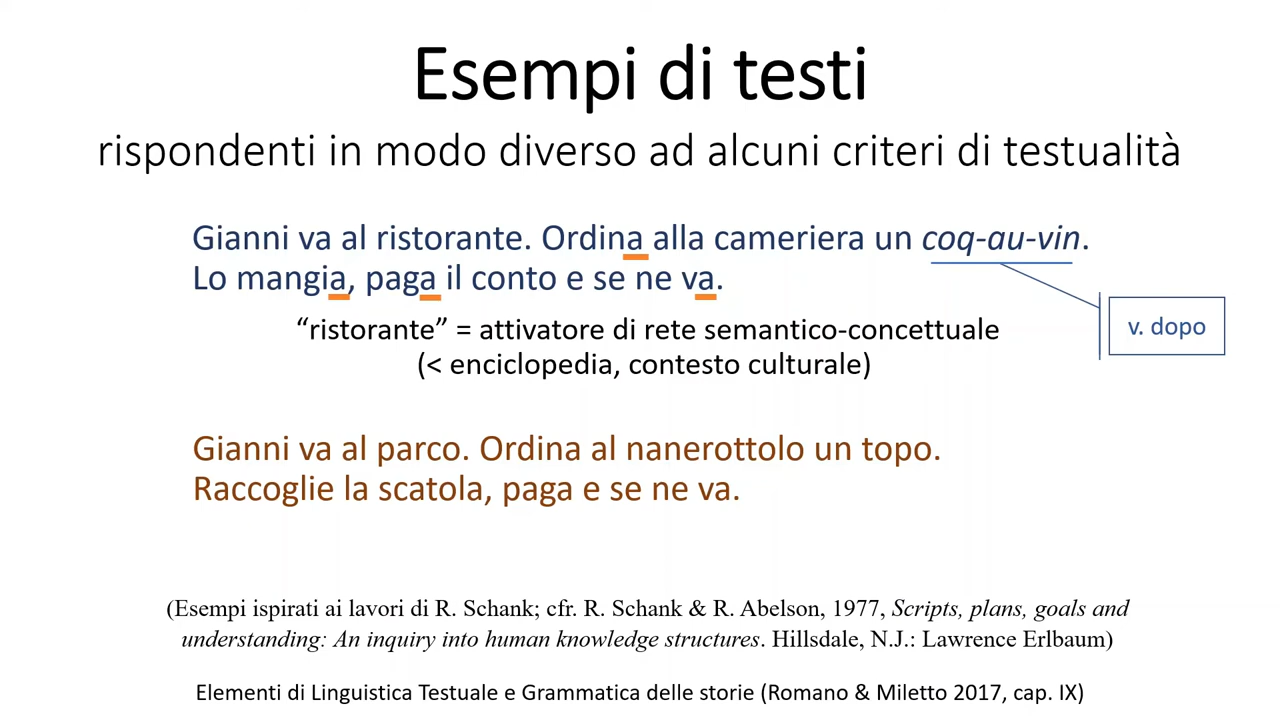 Esempi di testi
rispondenti in modo diverso ad alcuni criteri di testualità
Gianni va al ristorante. Ordina alla cameriera un coq-au-vin.
Lo mangia, paga il conto e se ne va.
“ristorante” = attivatore di rete semantico-concettuale
(< enciclopedia, contesto culturale)
v. dopo
Gianni va al parco. Ordina al nanerottolo un topo.
Raccoglie la scatola, paga e se ne va.
(Esempi ispirati ai lavori di R. Schank; cfr. R. Schank & R. Abelson, 1977, Scripts, plans, goals and
understanding: An inquiry into human knowledge structures. Hillsdale, N.J.: Lawrence Erlbaum)
Elementi di Linguistica Testuale e Grammatica delle storie (Romano & Miletto 2017, cap. IX)